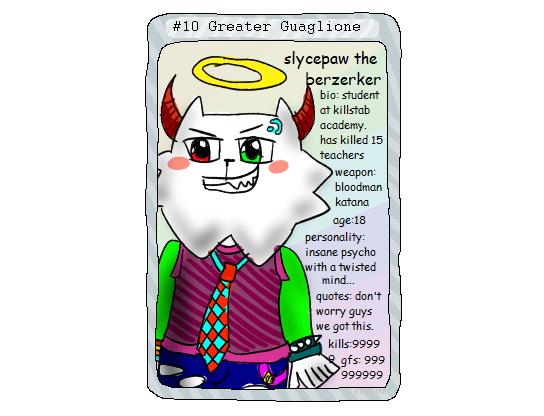 #10 Greater Guaglione
slycepaw the
berzerker
bio: student
at killstab
academy.
has killed 15
teachers
weapon:
bloodman
katana
age:18
personality:
insane psycho
with a twisted
mind...
quotes: don't
worry guys
we got this.
kills:9999
gfs: 999
999999